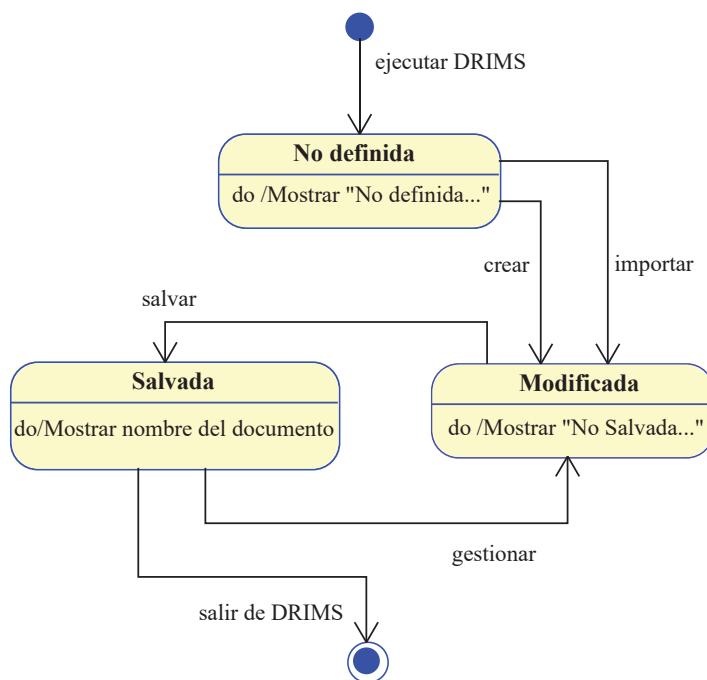 ejecutar DRIMS
No definida
do /Mostrar "No definida..."
crear
importar
salvar
Salvada
do/Mostrar nombre del documento
Modificada
do /Mostrar "No Salvada..."
gestionar
salir de DRIMS